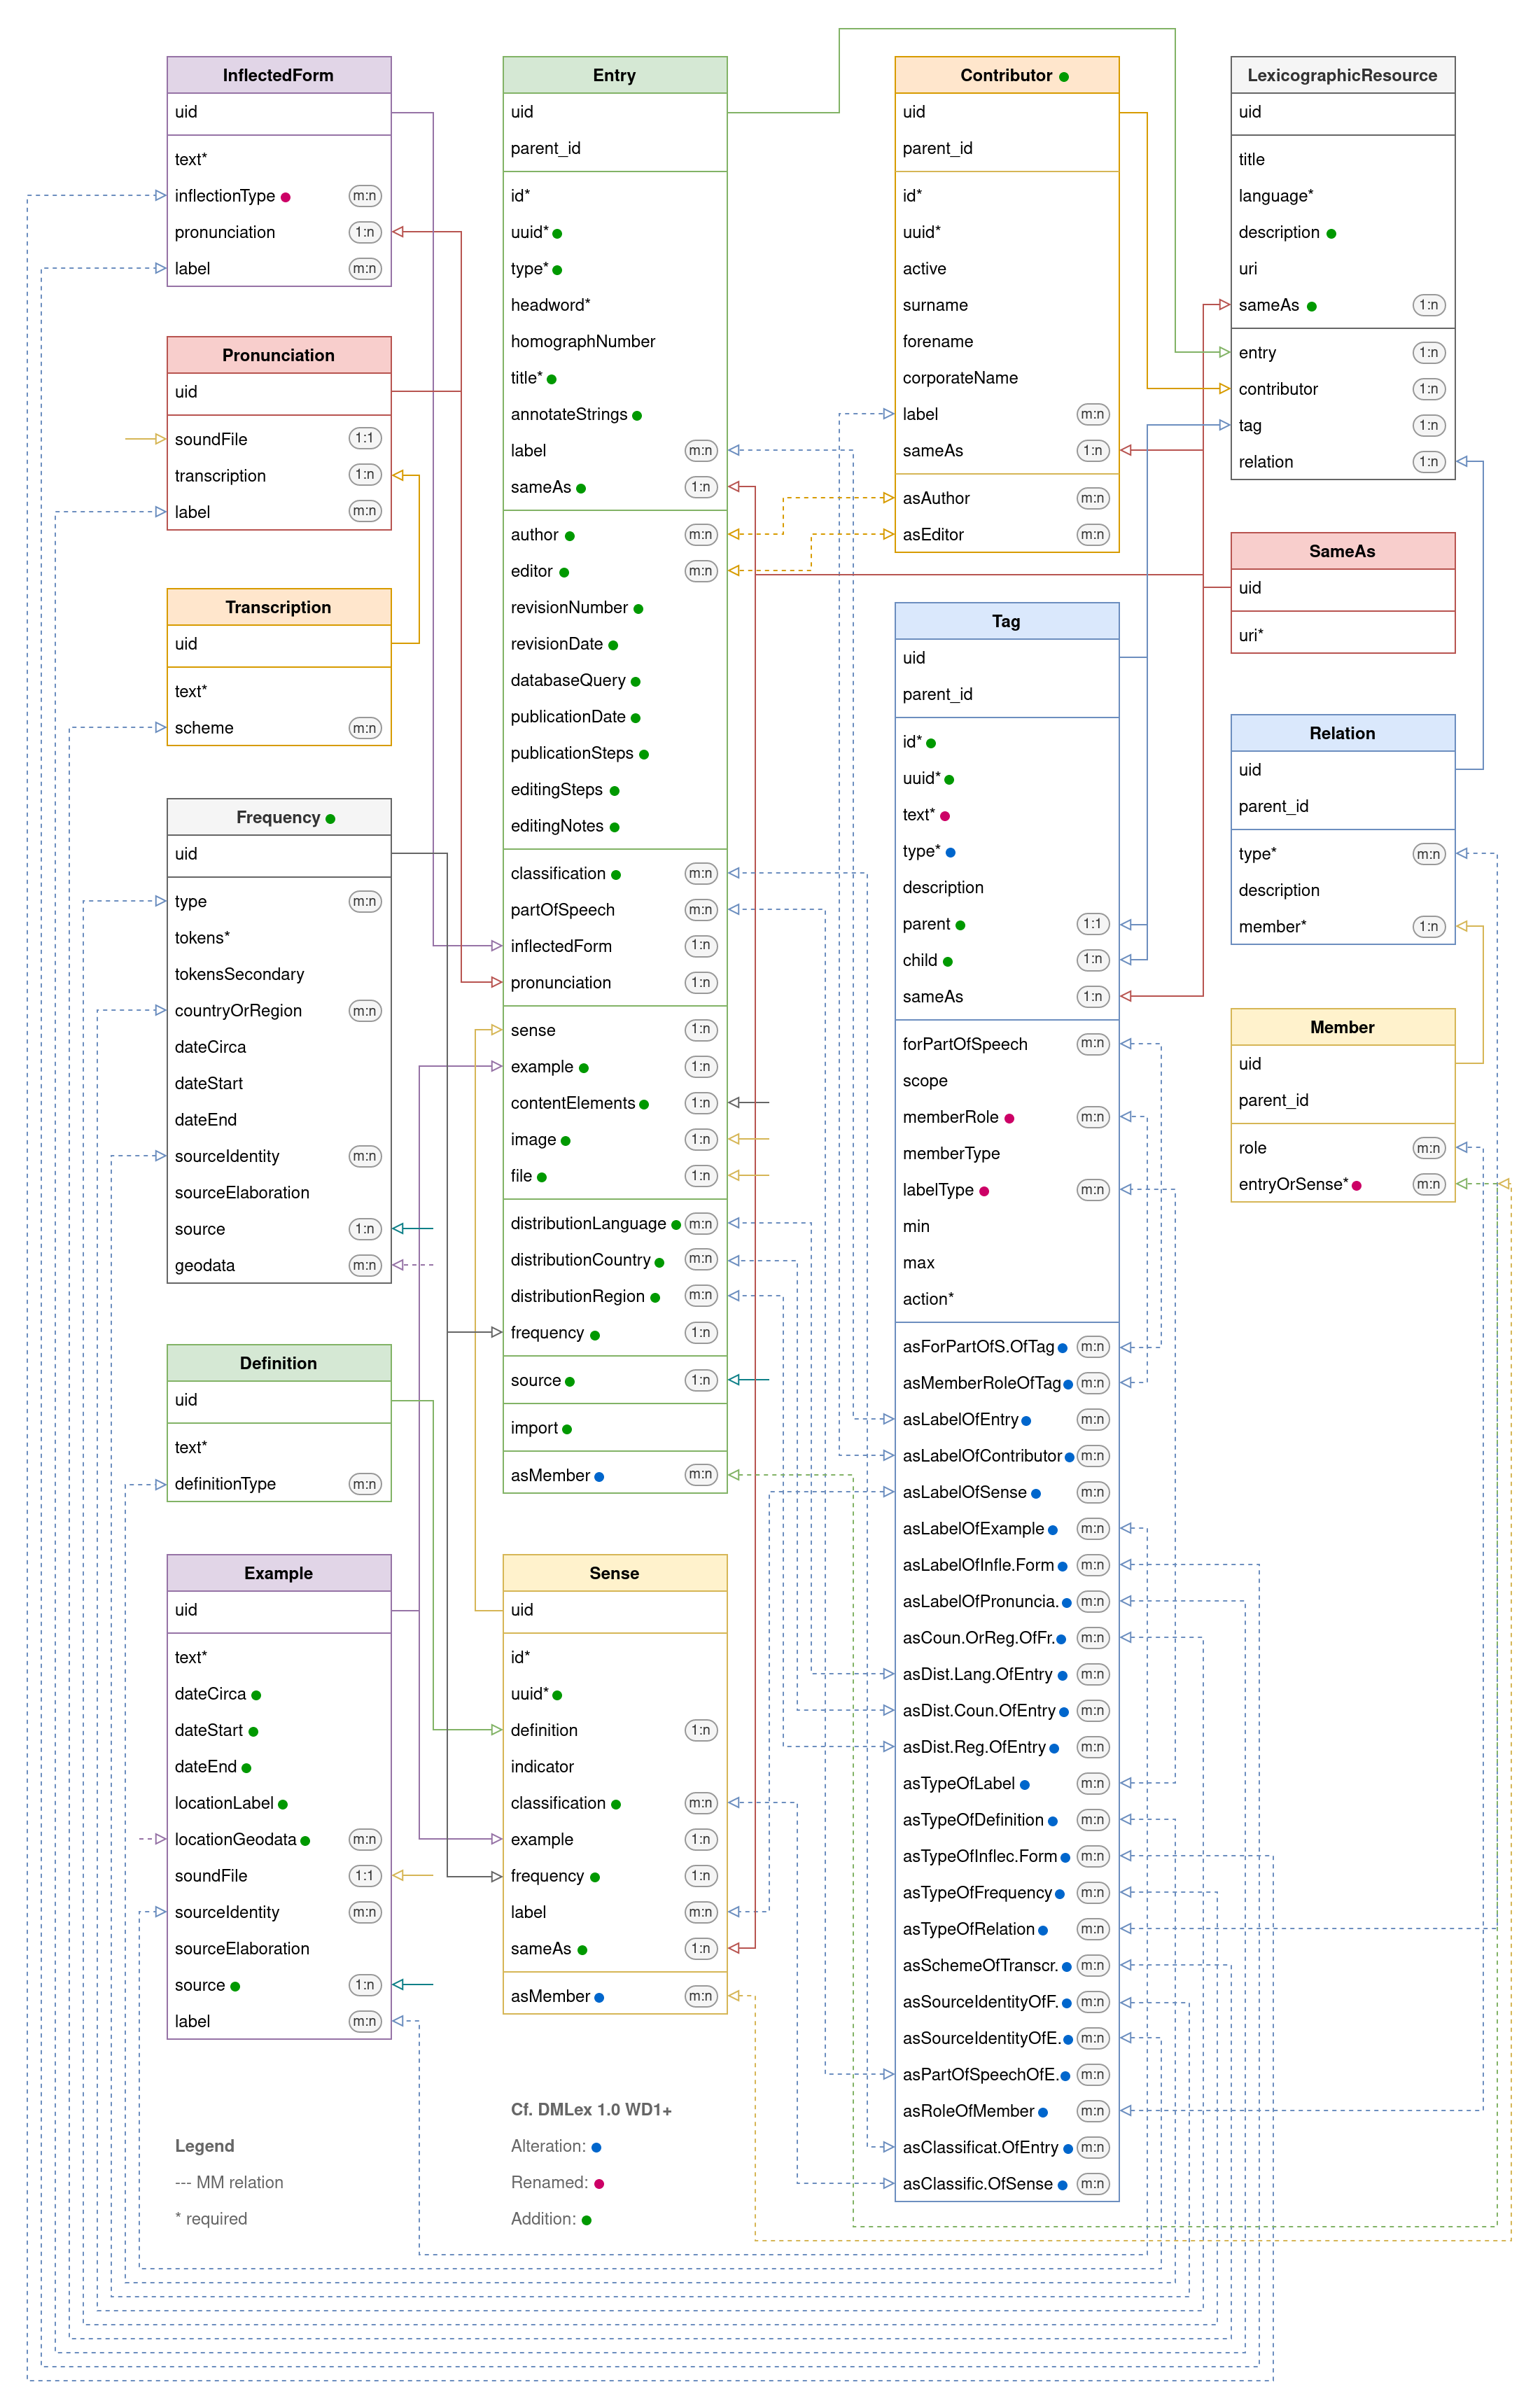 InflectedForm
uid
text*
inflectionType m:n
pronunciation 1:n
label m:n
Pronunciation
uid
soundFile 1:1
transcription 1:n
label m:n
Transcription
uid
text*
scheme m:n
Frequency
uid
type m:n
tokens*
tokensSecondary
countryOrRegion m:n
dateCirca
dateStart
dateEnd
sourceIdentity m:n
sourceElaboration
source 1:n
geodata m:n
Definition
uid
text*
definitionType m:n
Example
uid
text*
dateCirca
dateStart
dateEnd
locationLabel
locationGeodata m:n
soundFile 1:1
sourceIdentity m:n
sourceElaboration
source 1:n
label m:n
Legend
--- MM relation
* required
Entry
uid
parent_id
id*
uuid*
type*
headword*
homographNumber
title*
annotateStrings
label m:n
sameAs 1:n
author m:n
editor m:n
revisionNumber
revisionDate
databaseQuery
publicationDate
publicationSteps
editingSteps
editingNotes
classification m:n
partOfSpeech m:n
inflectedForm 1:n
pronunciation 1:n
sense 1:n
example 1:n
contentElements 1:n
image 1:n
file 1:n
distributionLanguage m:n
distributionCountry m:n
distributionRegion m:n
frequency 1:n
source 1:n
import
asMember m:n
Sense
uid
id*
uuid*
definition 1:n
indicator
classification m:n
example 1:n
frequency 1:n
label m:n
sameAs 1:n
asMember m:n
Cf. DMLex 1.0 WD1+
Alteration:
Renamed:
Addition:
Contributor
uid
parent_id
id*
uuid*
active
surname
forename
corporateName
label m:n
sameAs 1:n
asAuthor m:n
asEditor m:n
Tag
uid
parent_id
id*
uuid*
text*
type*
description
parent 1:1
child 1:n
sameAs 1:n
forPartOfSpeech m:n
scope
memberRole m:n
memberType
labelType m:n
min
max
action*
asForPartOfS.OfTag m:n
asMemberRoleOfTag m:n
asLabelOfEntry m:n
asLabelOfContributor m:n
asLabelOfSense m:n
asLabelOfExample m:n
asLabelOfInfle.Form m:n
asLabelOfPronuncia. m:n
asCoun.OrReg.OfFr. m:n
asDist.Lang.OfEntry m:n
asDist.Coun.OfEntry m:n
asDist.Reg.OfEntry m:n
asTypeOfLabel m:n
asTypeOfDefinition m:n
asTypeOfInflec.Form m:n
asTypeOfFrequency m:n
asTypeOfRelation m:n
asSchemeOfTranscr. m:n
asSourceIdentityOfF. m:n
asSourceIdentityOfE. m:n
asPartOfSpeechOfE. m:n
asRoleOfMember m:n
asClassificat.OfEntry m:n
asClassific.OfSense m:n
LexicographicResource
uid
title
language*
description
uri
sameAs 1:n
entry 1:n
contributor 1:n
tag 1:n
relation 1:n
SameAs
uid
uri*
Relation
uid
parent_id
type* m:n
description
member* 1:n
Member
uid
parent_id
role m:n
entryOrSense* m:n